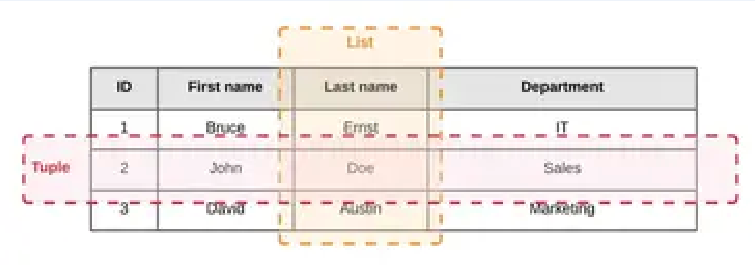 List
ID First name Last name Department
1 Bruce Ernst IT
Tuple 2 John Doe Sales
3 David Austin Marketing